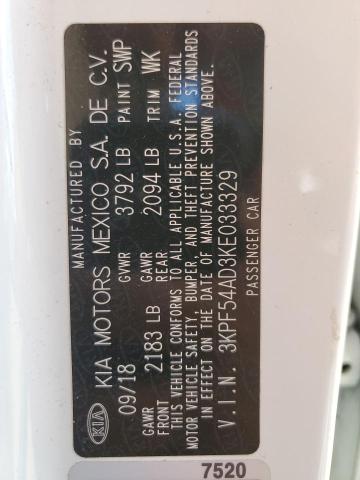 MANUFACTURED BY
KIA KIA MOTORS MEXICO S.A. DE C.V.
09/18 GVWR 3792 LB PAINT SWP
GAWR FRONT 2183 LB GAWR REAR 2094 LB TRIM WK
THIS VEHICLE CONFORMS TO ALL APPLICABLE U.S.A. FEDERAL
MOTOR VEHICLE SAFETY, BUMPER, AND THEFT PREVENTION STANDARDS
IN EFFECT ON THE DATE OF MANUFACTURE SHOWN ABOVE.
V.I.N. 3KPF54AD3KE033329
PASSENGER CAR
7520